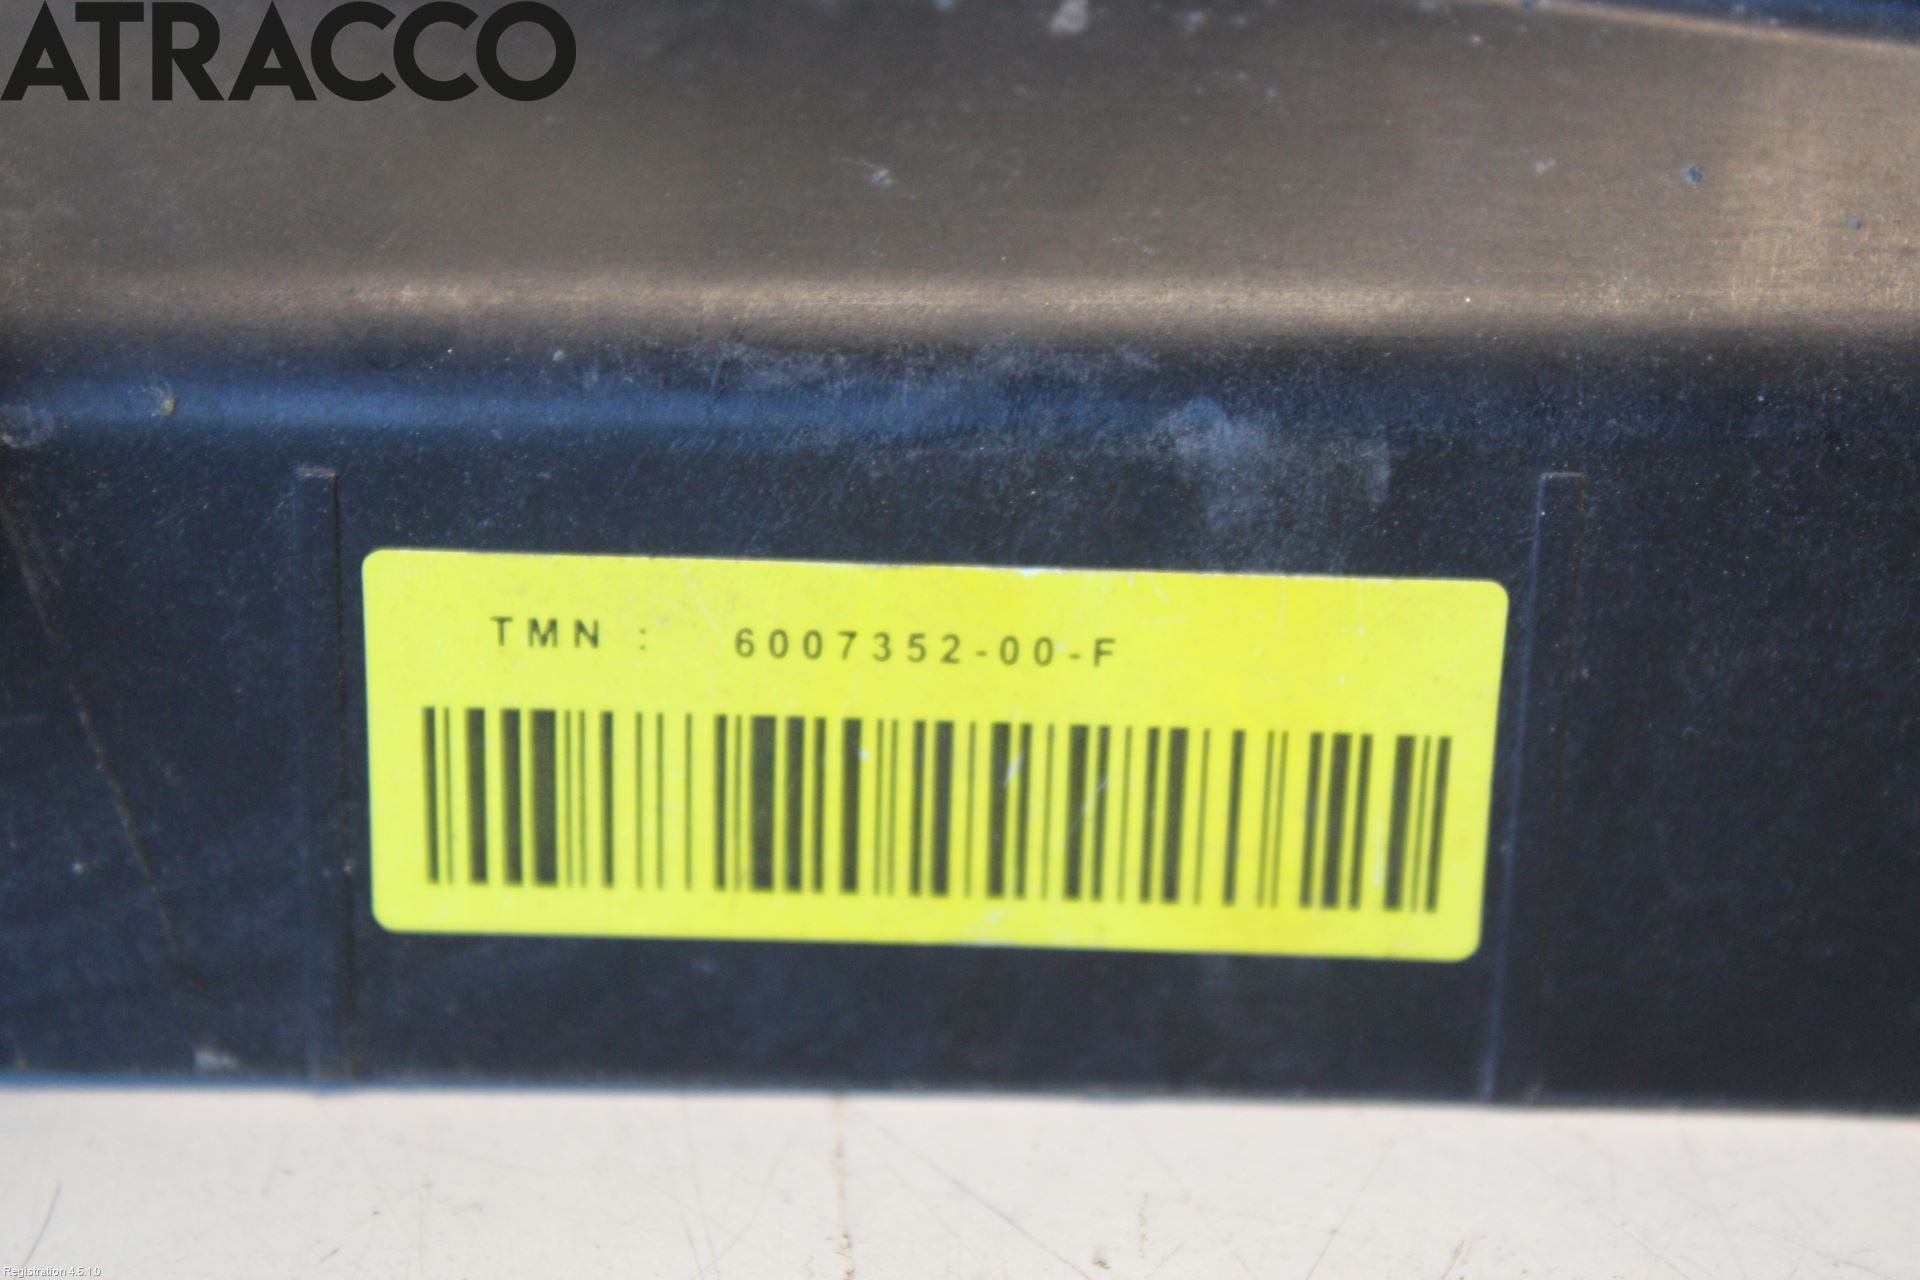 ATRACCO
TMN : 6007352-00-F
Registration 4.5.1.0